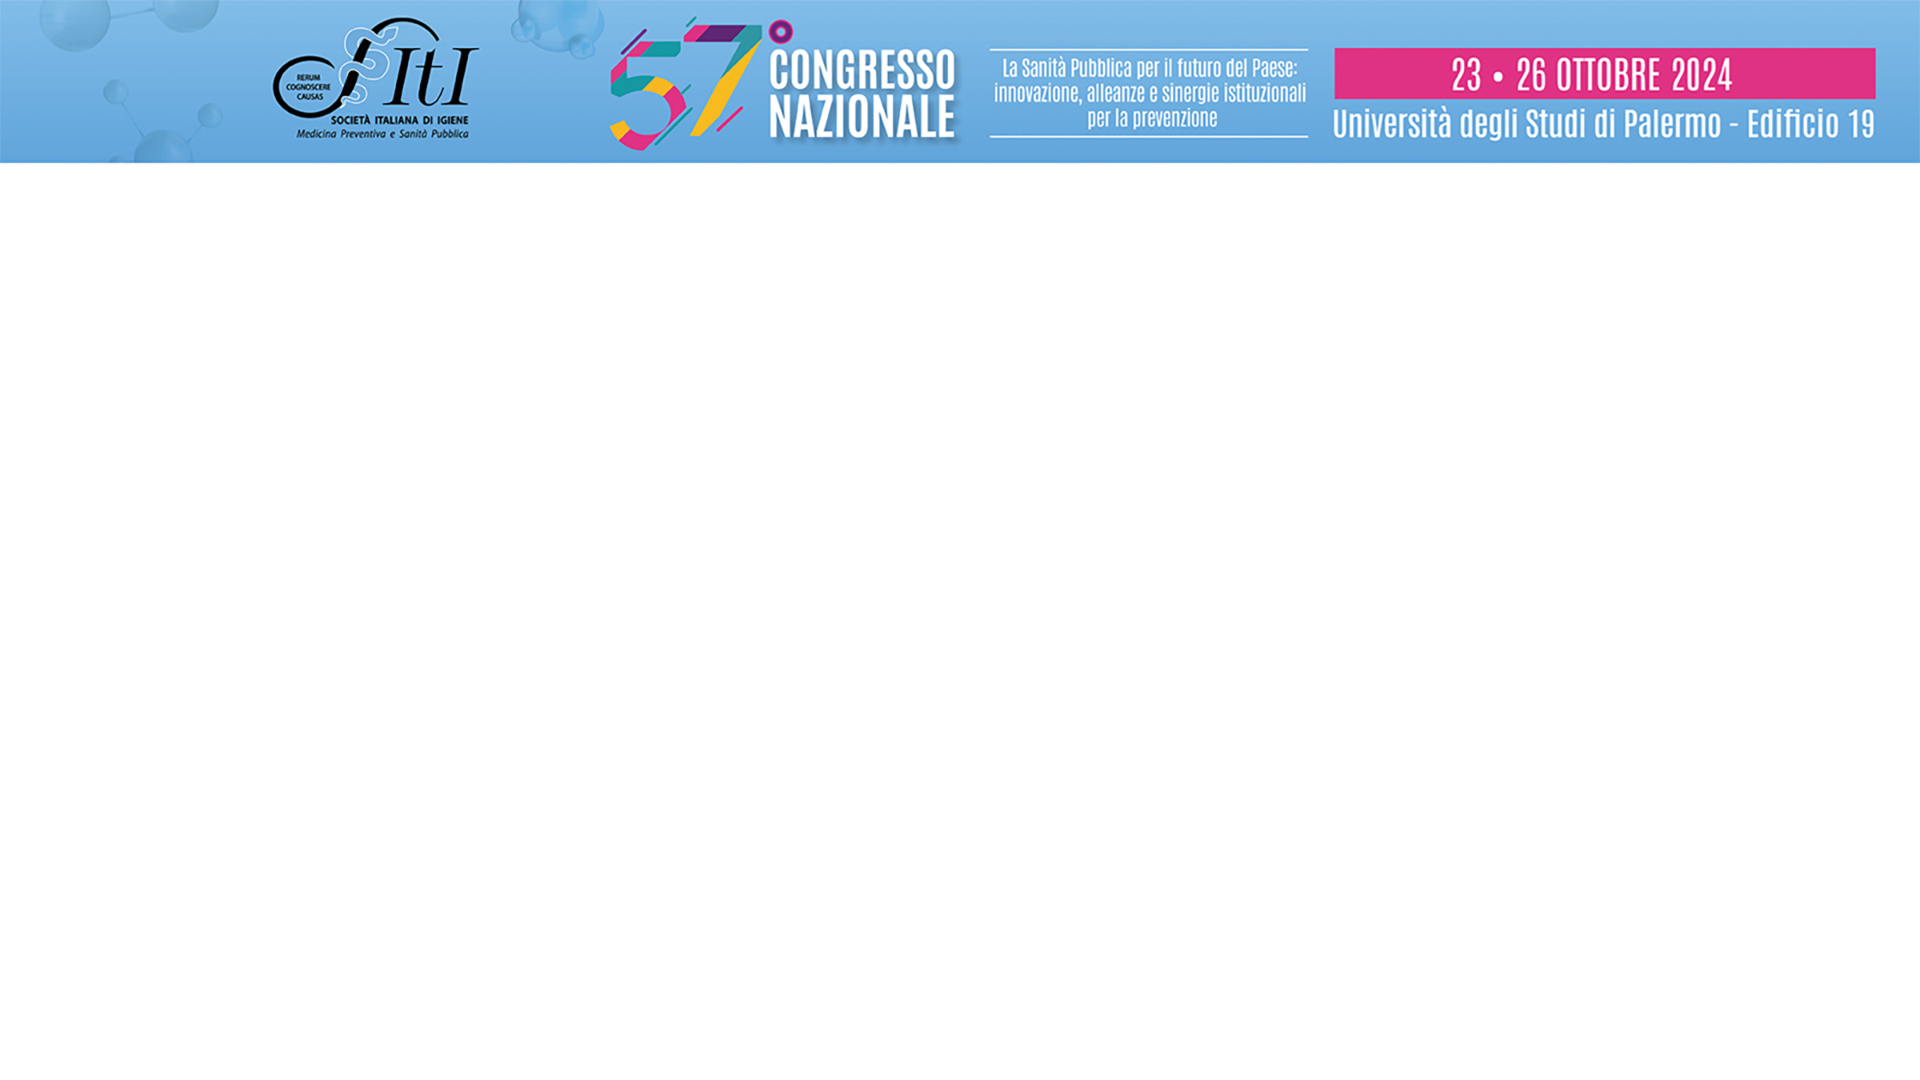 RERUM
COGNOSCERE
CAUSAS
SItI
SOCIETÀ ITALIANA DI IGIENE
Medicina Preventiva e Sanità Pubblica
57°
CONGRESSO
NAZIONALE
La Sanità Pubblica per il futuro del Paese:
innovazione, alleanze e sinergie istituzionali
per la prevenzione
23 • 26 OTTOBRE 2024
Università degli Studi di Palermo - Edificio 19